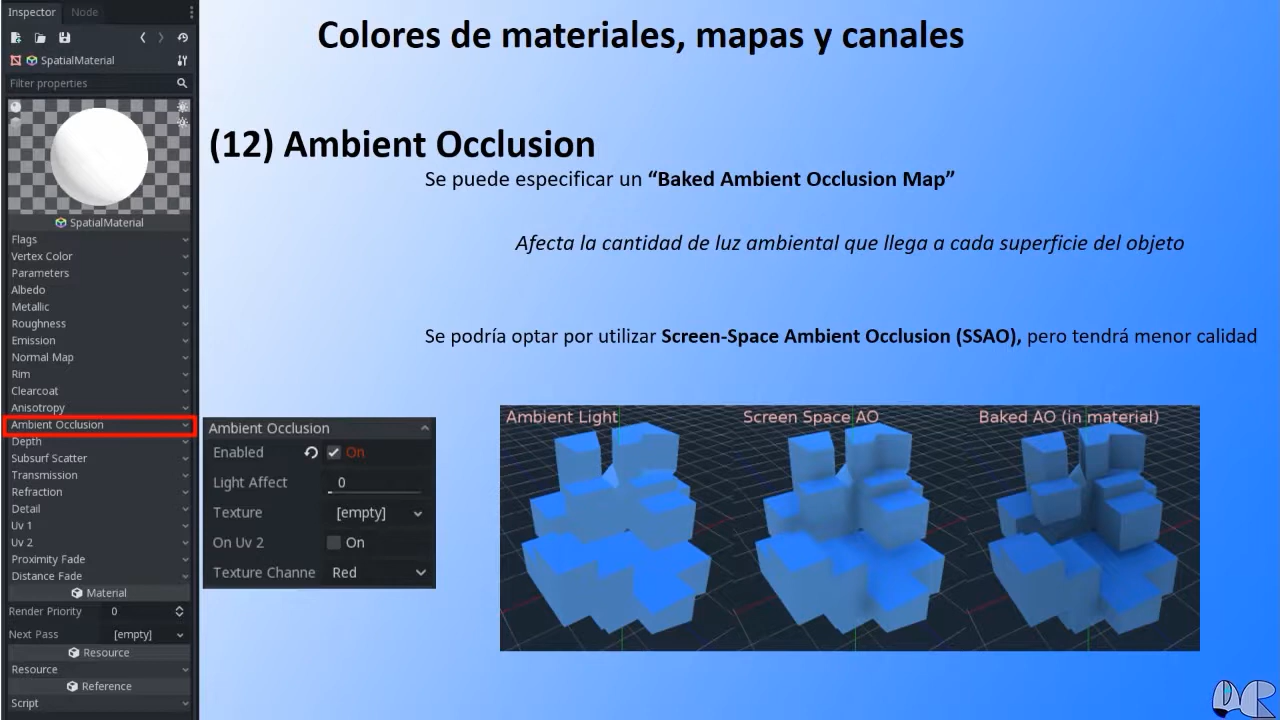 Inspector
Node
SpatialMaterial
Filter properties
SpatialMaterial
Flags
Vertex Color
Parameters
Albedo
Metallic
Roughness
Emission
Normal Map
Rim
Clearcoat
Anisotropy
Ambient Occlusion
Depth
Subsurf Scatter
Transmission
Refraction
Detail
Uv 1
Uv 2
Proximity Fade
Distance Fade
Material
Render Priority 0
Next Pass [empty]
Resource
Resource
Reference
Script
Colores de materiales, mapas y canales
(12) Ambient Occlusion
Se puede especificar un “Baked Ambient Occlusion Map”
Afecta la cantidad de luz ambiental que llega a cada superficie del objeto
Se podría optar por utilizar Screen-Space Ambient Occlusion (SSAO), pero tendrá menor calidad
Ambient Occlusion
Enabled On
Light Affect 0
Texture [empty]
On Uv 2 On
Texture Channe Red
Ambient Light
Screen Space AO
Baked AO (in material)